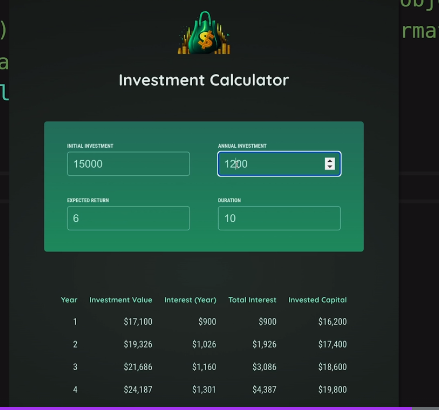 obj
)
rma
a
l
$
Investment Calculator
INITIAL INVESTMENT ANNUAL INVESTMENT
15000 1200
EXPECTED RETURN DURATION
6 10
Year Investment Value Interest (Year) Total Interest Invested Capital
1 $17,100 $900 $900 $16,200
2 $19,326 $1,026 $1,926 $17,400
3 $21,686 $1,160 $3,086 $18,600
4 $24,187 $1,301 $4,387 $19,800